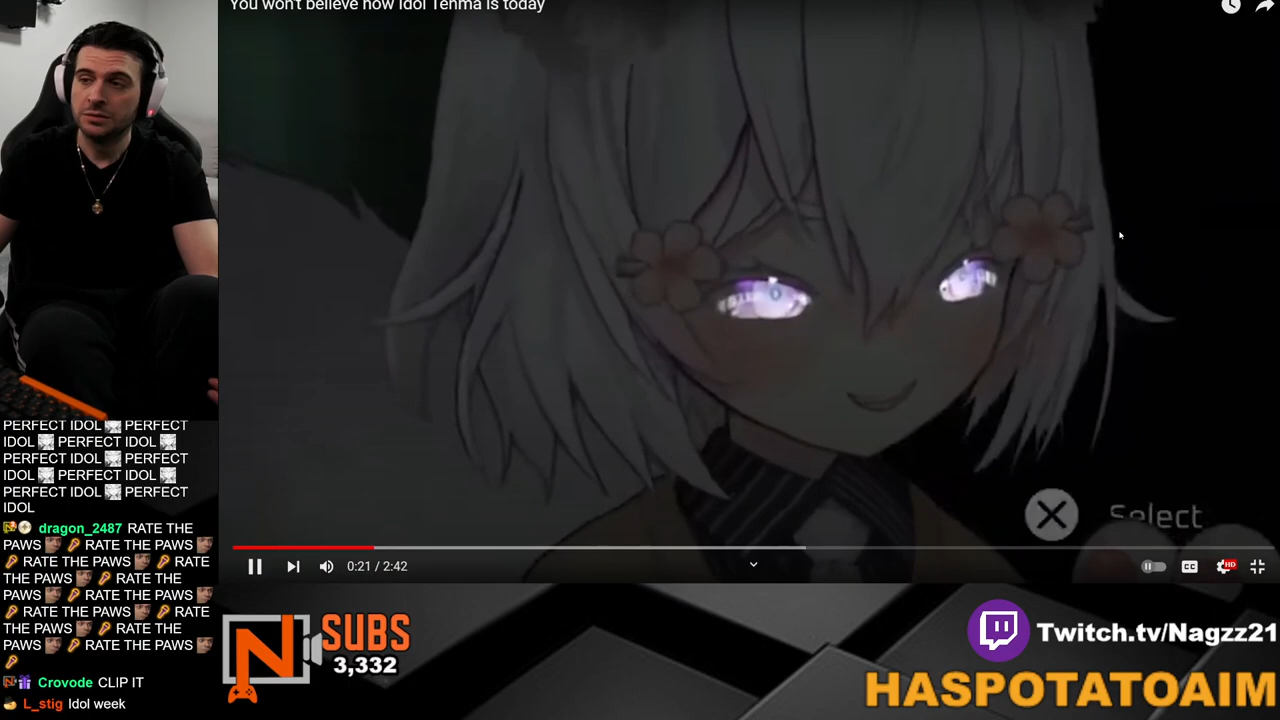 You won't believe how Idol Tenma is today
Select
0:21 / 2:42
CC
HD
PERFECT IDOL PERFECT
IDOL PERFECT IDOL
PERFECT IDOL PERFECT
IDOL PERFECT IDOL
PERFECT IDOL PERFECT
IDOL
dragon_2487 RATE THE
PAWS RATE THE PAWS
RATE THE PAWS RATE
THE PAWS RATE THE
PAWS RATE THE PAWS
RATE THE PAWS RATE
THE PAWS RATE THE
PAWS RATE THE PAWS
Crovode CLIP IT
L_stig Idol week
N SUBS
3,332
Twitch.tv/Nagzz21
HASPOTATOAIM